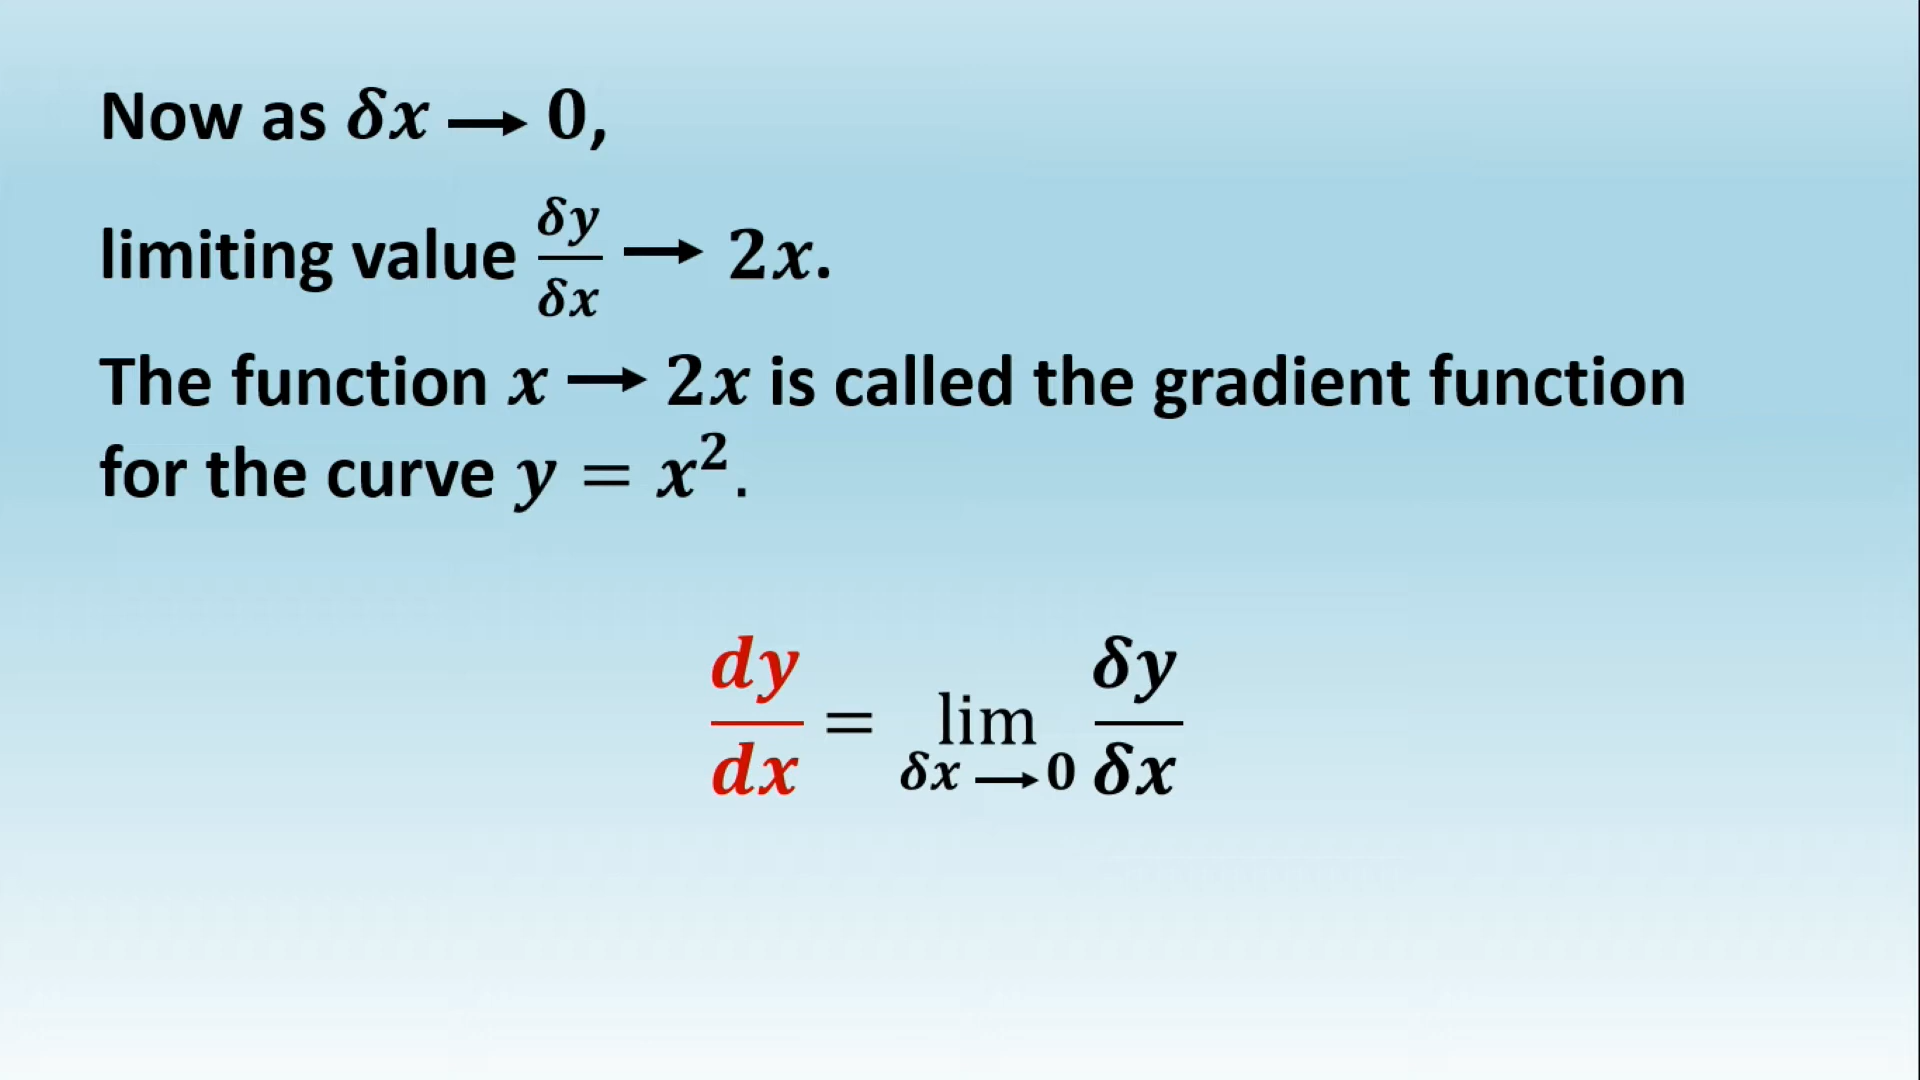 Now as δx → 0,
limiting value δy/δx → 2x.
The function x → 2x is called the gradient function
for the curve y = x².
dy/dx = lim δx → 0 δy/δx